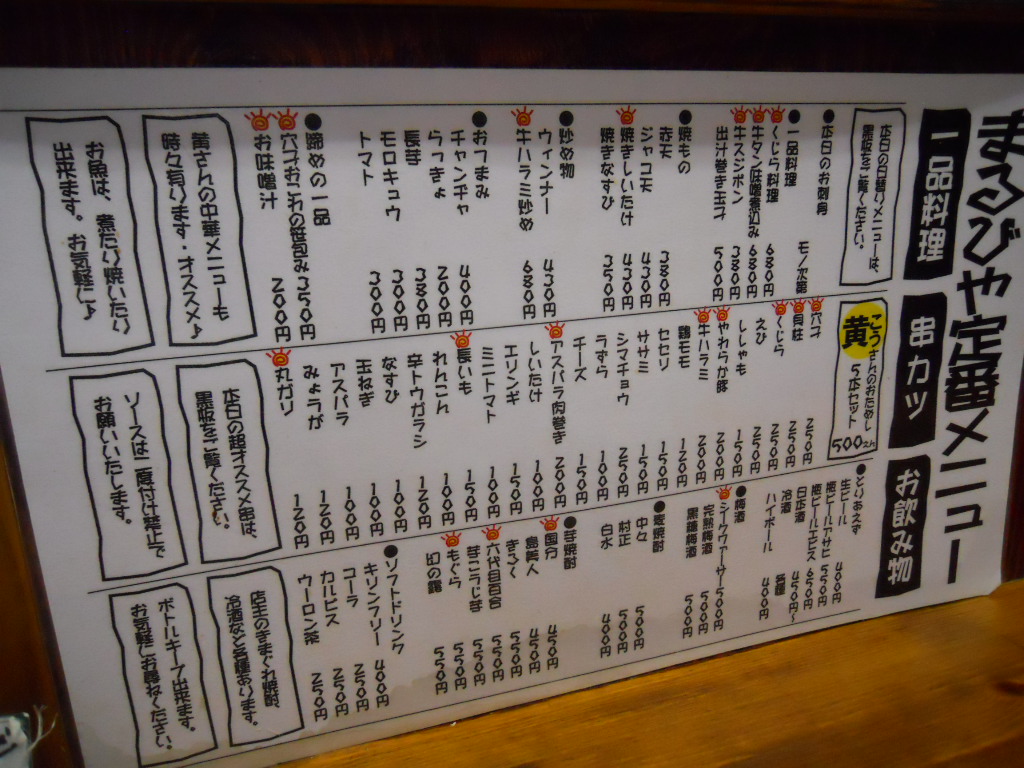 まるびや定番メニュー
一品料理
本日の日替りメニューは、
黒板をご覧ください。
●本日のお刺身 モノ次第
●一品料理
くじら料理 680円
牛タン味噌煮込み 680円
牛スジポン 380円
出汁巻き玉子 500円
●焼もの
赤天 380円
ジャコ天 430円
焼きしいたけ 430円
焼きなすび 350円
●炒め物
ウィンナー 430円
牛ハラミ炒め 680円
●おつまみ
チャンヂャ 400円
らっきょ 200円
長芋 380円
モロキュウ 300円
トマト 300円
●締めの一品
穴子おこわの笹包み 350円
お味噌汁 200円
黄さんの中華メニューも
時々有ります・オススメ♪
お魚は、煮たり焼いたり
出来ます。お気軽に♪
串カツ
黄こうさんのおためし
5本セット
500えん
穴子 250円
貝柱 250円
くじら 250円
えび 250円
ししゃも 150円
やわらか豚 200円
牛ハラミ 200円
鶏モモ 120円
セセリ 150円
ササミ 150円
シマチョウ 250円
うずら 100円
チーズ 150円
アスパラ肉巻き 200円
しいたけ 100円
エリンギ 150円
ミニトマト 100円
長いも 150円
れんこん 100円
辛トウガラシ 120円
なすび 100円
玉ねぎ 100円
アスパラ 100円
みょうが 120円
丸ガリ 120円
本日の超オススメ串は、
黒板をご覧ください。
ソースは二度付け禁止で
お願いいたします。
お飲み物
●とりあえず
生ビール 400円
瓶ビールアサヒ 550円
瓶ビールエビス 650円
日本酒 450円～
冷酒 各種
ハイボール 400円
●梅酒
シークワァーサー 500円
完熟梅酒 500円
黒糖梅酒 500円
●麦焼酎
中々 500円
村正 500円
白水 400円
●芋焼酎
国分 450円
島美人 450円
きろく 550円
六代目百合 550円
芋こうじ芋 550円
もぐら 550円
幻の露 550円
●ソフトドリンク
キリンフリー 400円
コーラ 250円
カルピス 250円
ウーロン茶 250円
店主のきまぐれ焼酎、
冷酒など各種あります。
ボトルキープ出来ます。
お気軽にお尋ねください。